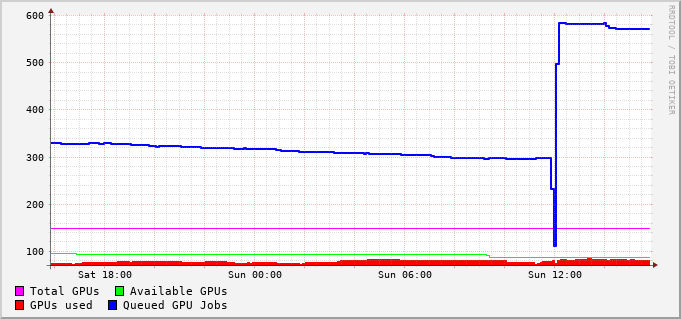 RRDTOOL / TOBI OETIKER
600
500
400
300
200
100
Sat 18:00 Sun 00:00 Sun 06:00 Sun 12:00
Total GPUs Available GPUs
GPUs used Queued GPU Jobs